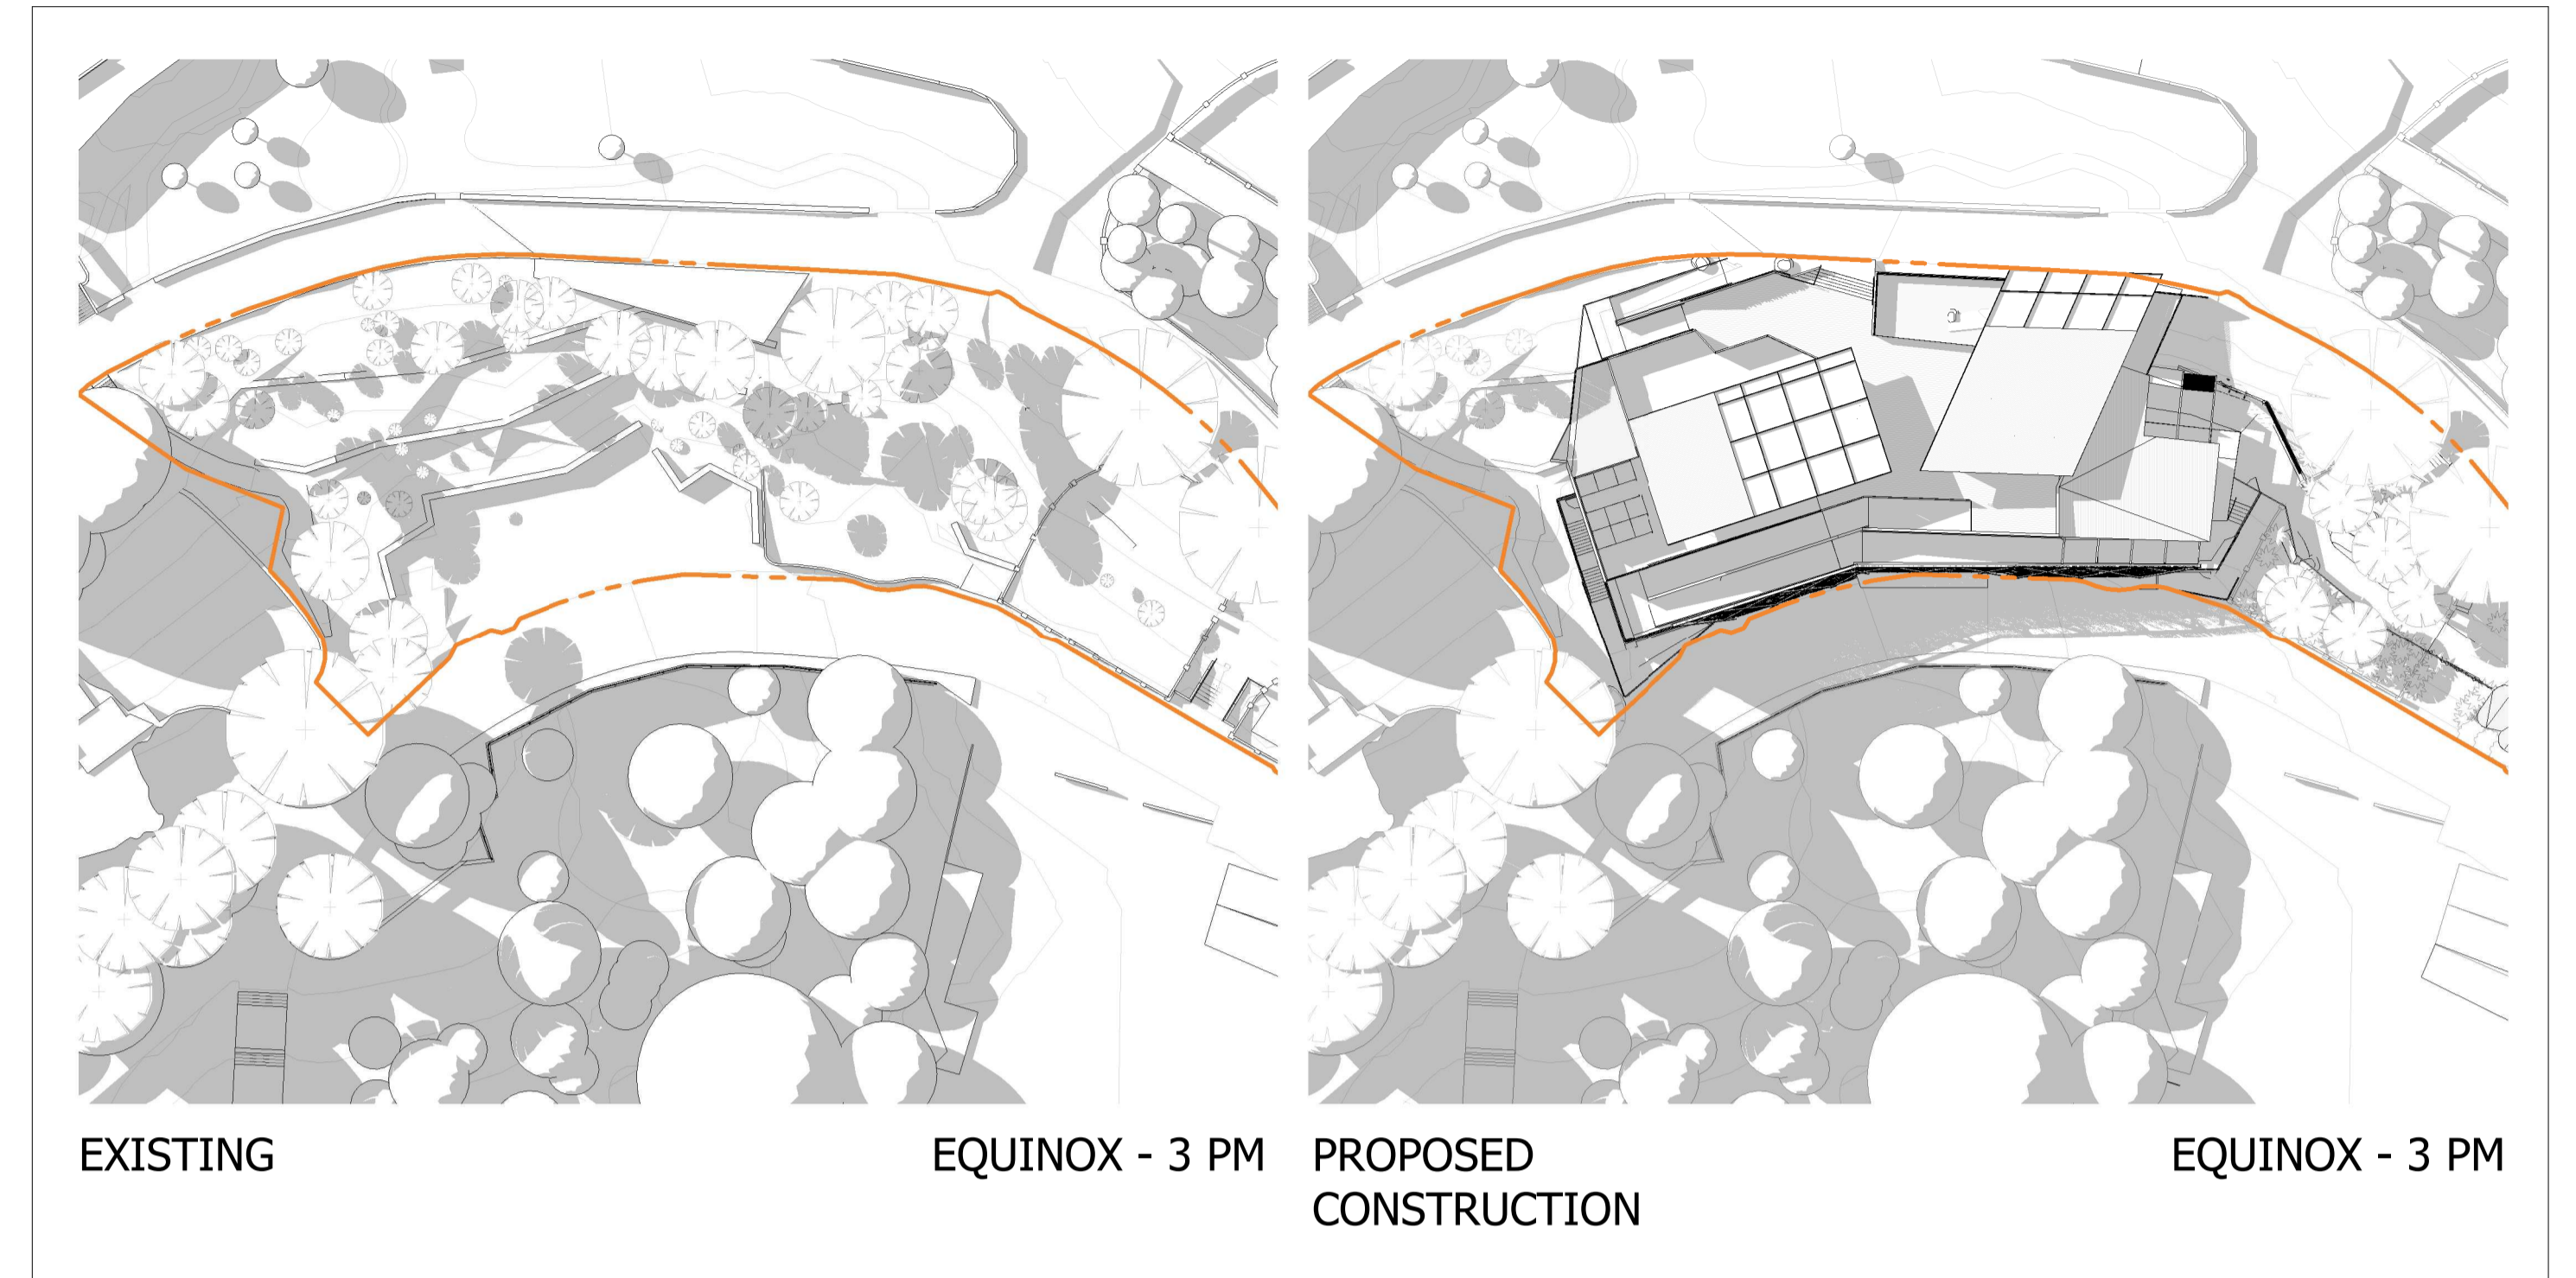 EXISTING
EQUINOX - 3 PM
PROPOSED
CONSTRUCTION
EQUINOX - 3 PM